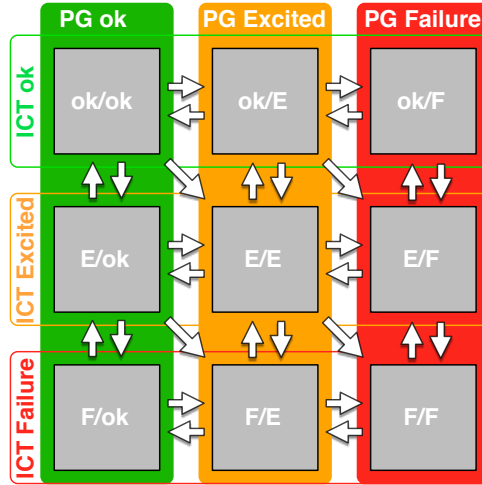 PG ok
PG Excited
PG Failure
ICT ok
ok/ok
ok/E
ok/F
ICT Excited
E/ok
E/E
E/F
ICT Failure
F/ok
F/E
F/F